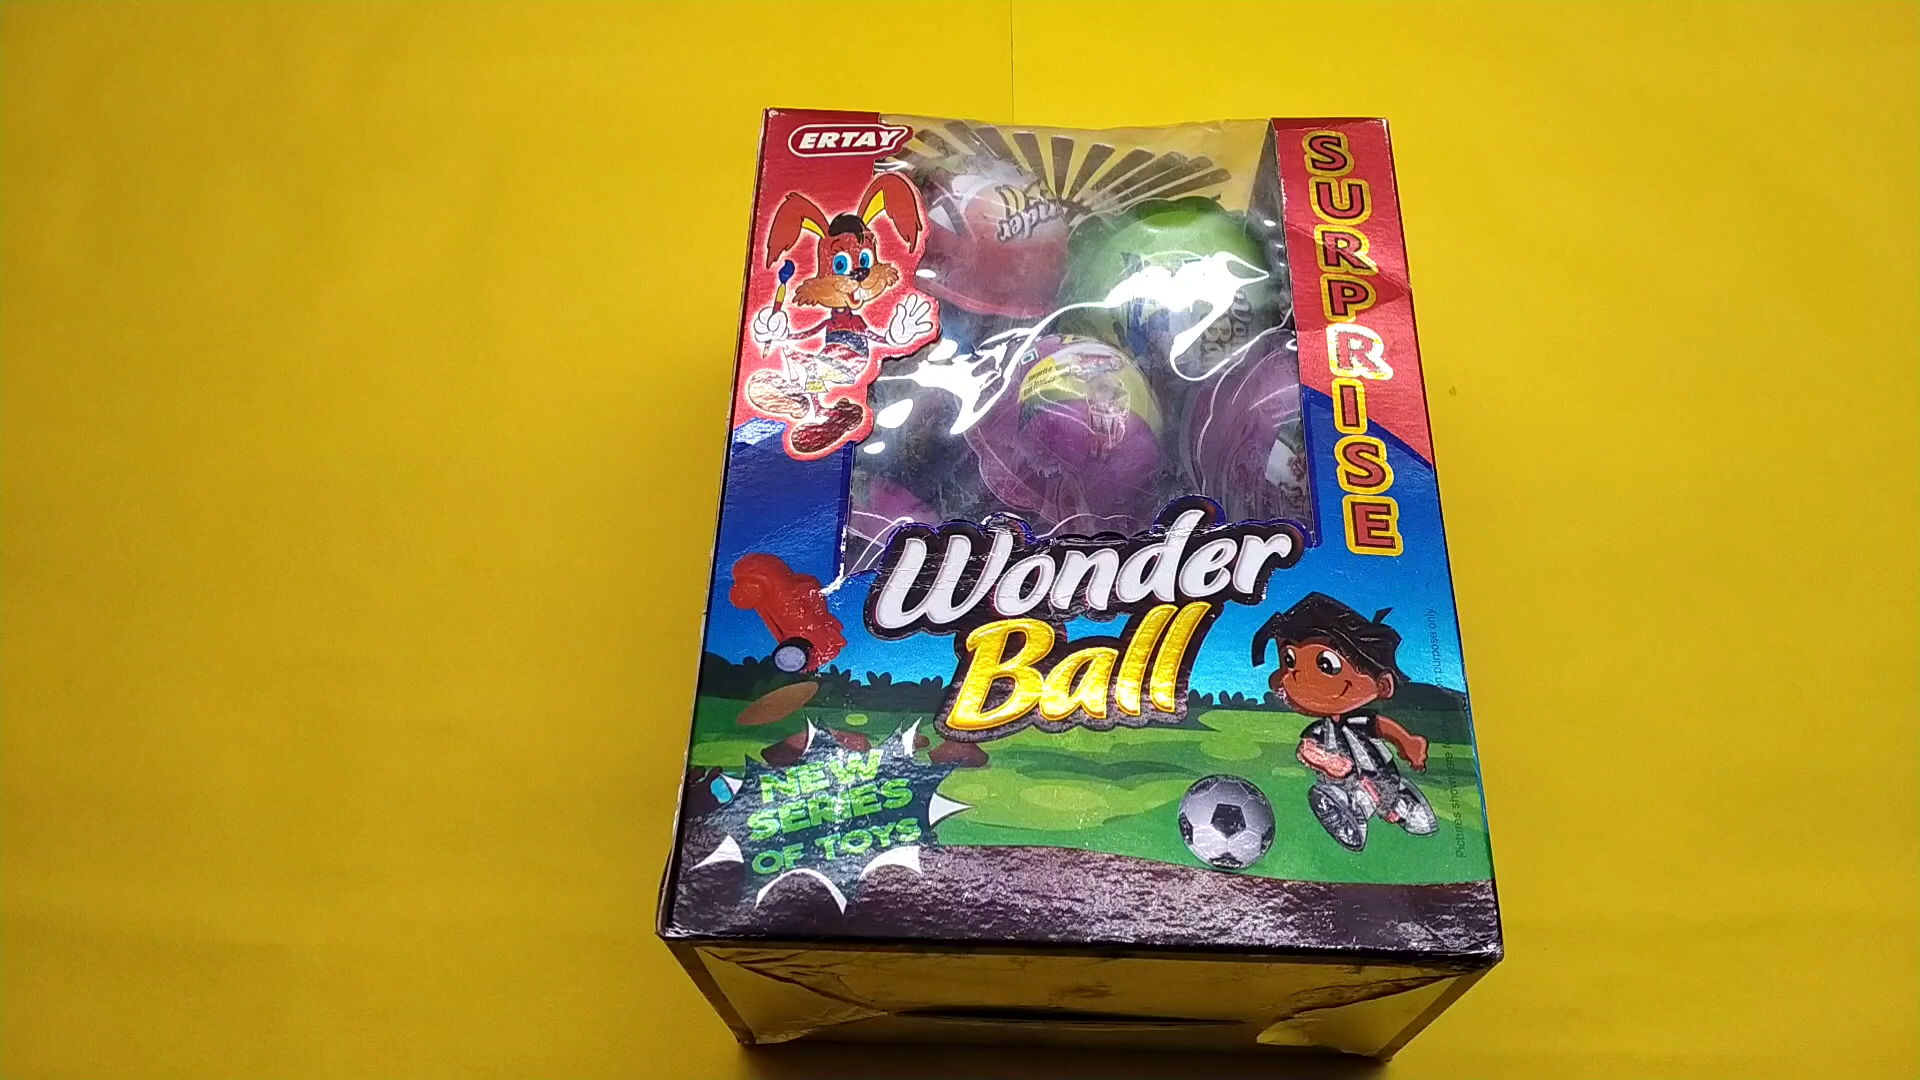 ERTAY
SURPRISE
Wonder
Ball
NEW
SERIES
OF TOYS